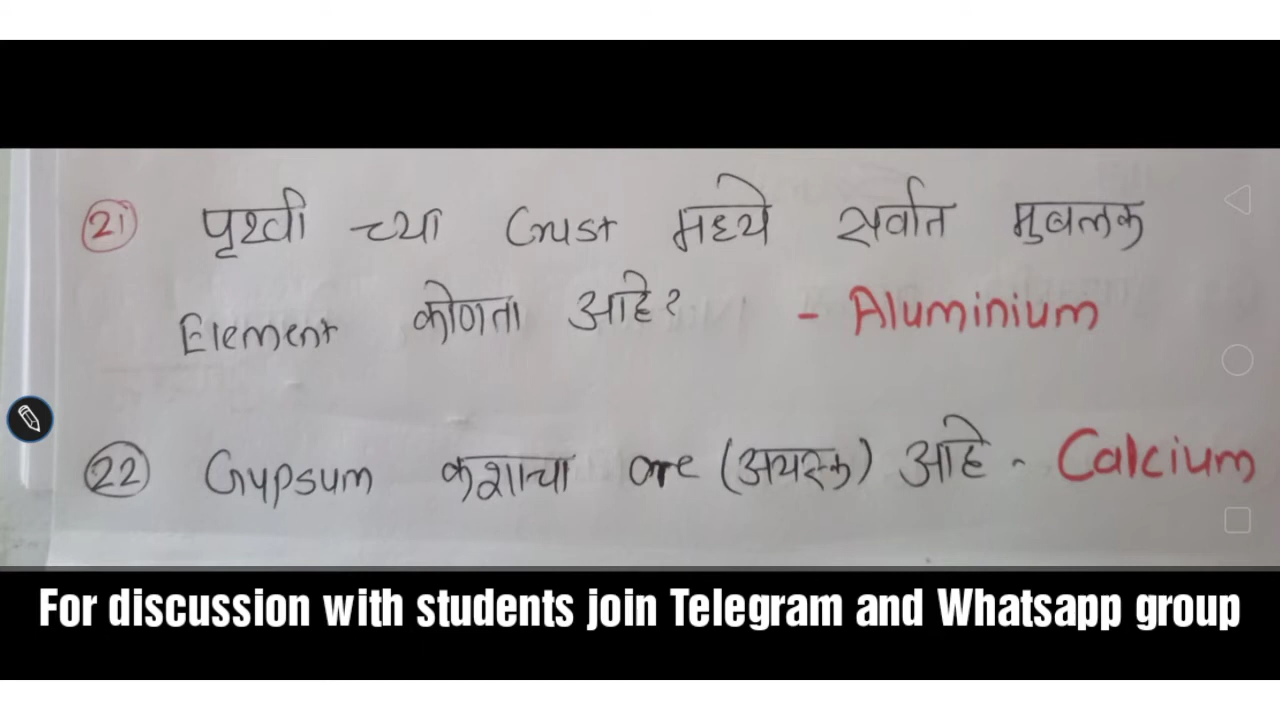 21 पृथ्वी च्या Crust मध्ये सर्वात मुबलक
Element कोणता आहे? - Aluminium
22 Gypsum कशाचा ore (अयस्क) आहे - Calcium
For discussion with students join Telegram and Whatsapp group